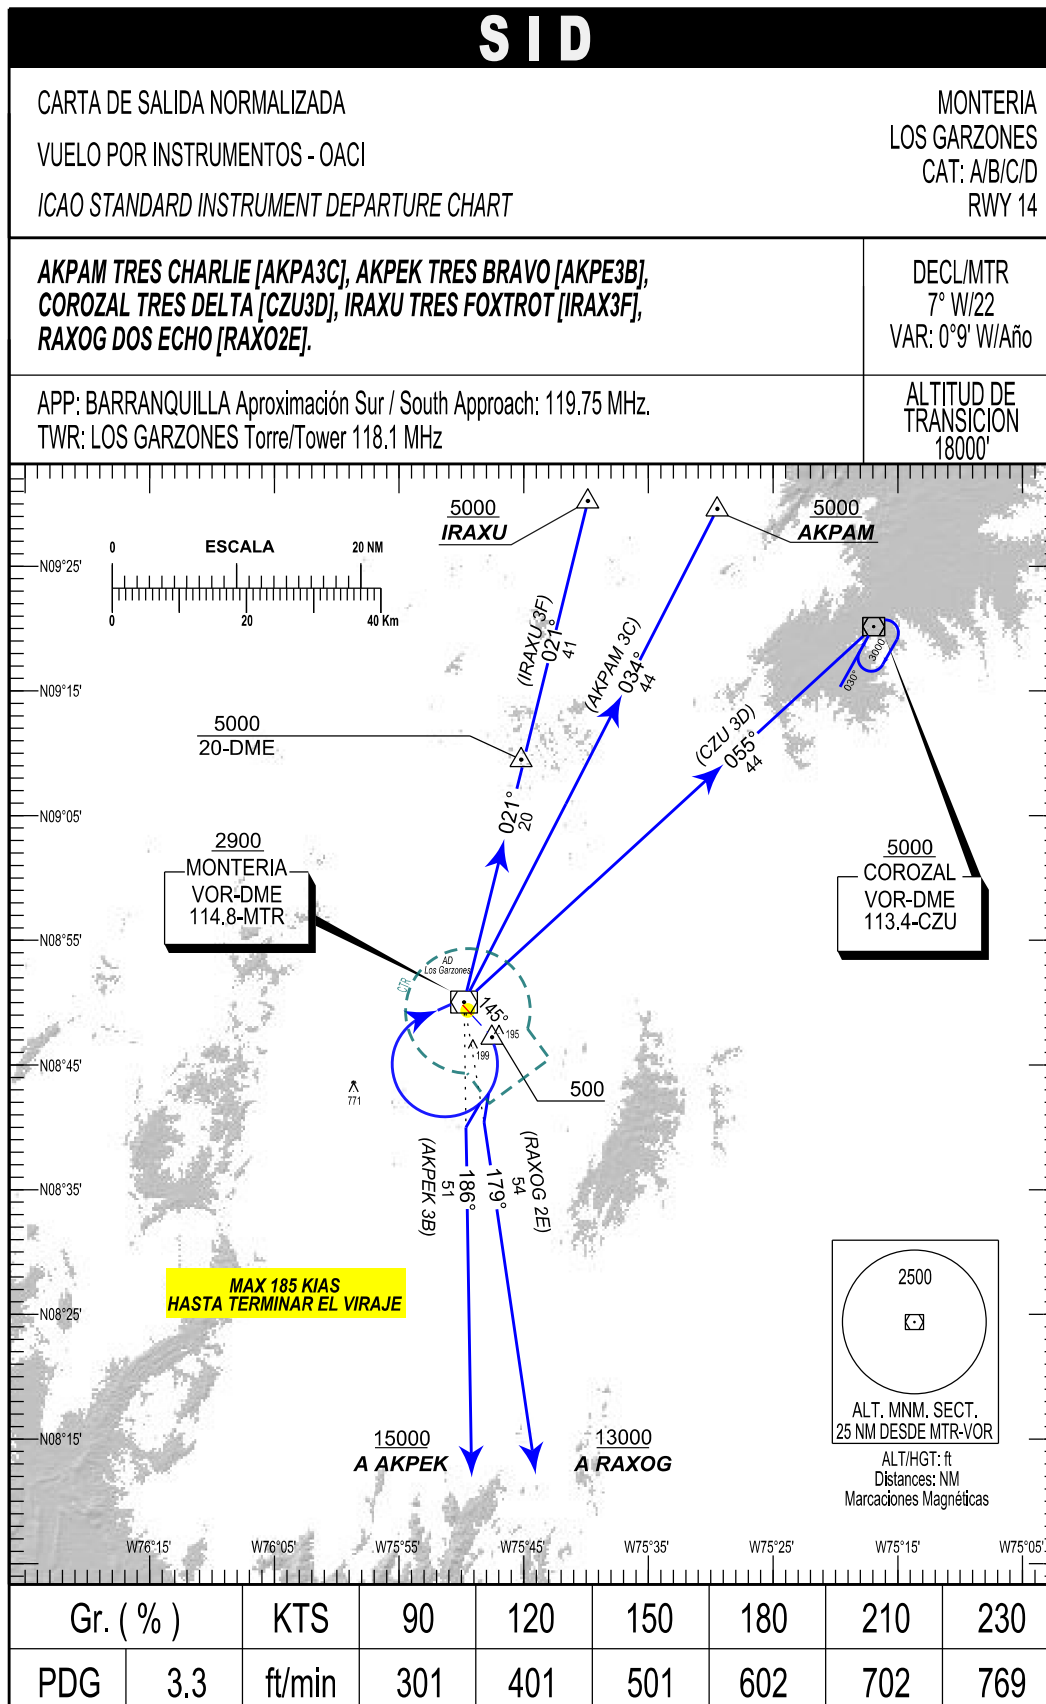 SID
CARTA DE SALIDA NORMALIZADA
VUELO POR INSTRUMENTOS - OACI
ICAO STANDARD INSTRUMENT DEPARTURE CHART
MONTERIA
LOS GARZONES
CAT: A/B/C/D
RWY 14
AKPAM TRES CHARLIE [AKPA3C], AKPEK TRES BRAVO [AKPE3B],
COROZAL TRES DELTA [CZU3D], IRAXU TRES FOXTROT [IRAX3F],
RAXOG DOS ECHO [RAXO2E].
DECL/MTR
7° W/22
VAR: 0°9' W/Año
APP: BARRANQUILLA Aproximación Sur / South Approach: 119.75 MHz.
TWR: LOS GARZONES Torre/Tower 118.1 MHz
ALTITUD DE
TRANSICION
18000'
5000
IRAXU
5000
AKPAM
0 ESCALA 20 NM
0 20 40 Km
N09°25'
N09°15'
N09°05'
N08°55'
N08°45'
N08°35'
N08°25'
N08°15'
(IRAXU 3F)
021°
41
(AKPAM 3C)
034°
44
(CZU 3D)
055°
44
030°
3000
5000
20-DME
021°
20
2900
MONTERIA
VOR-DME
114.8-MTR
5000
COROZAL
VOR-DME
113.4-CZU
AD
Los Garzones
CTR
145°
195
199
771
500
(AKPEK 3B)
51
186°
179°
54
(RAXOG 2E)
MAX 185 KIAS
HASTA TERMINAR EL VIRAJE
2500
ALT. MNM. SECT.
25 NM DESDE MTR-VOR
ALT/HGT: ft
Distances: NM
Marcaciones Magnéticas
15000
A AKPEK
13000
A RAXOG
W76°15' W76°05' W75°55' W75°45' W75°35' W75°25' W75°15' W75°05'
Gr. ( % ) KTS 90 120 150 180 210 230
PDG 3.3 ft/min 301 401 501 602 702 769